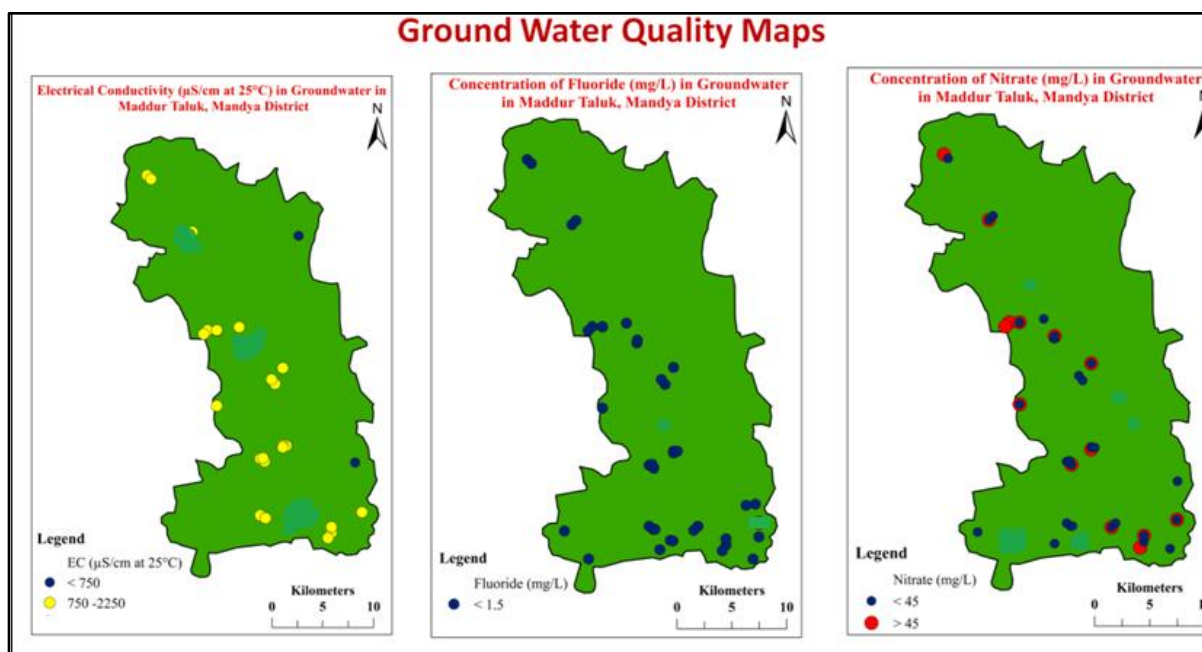 Ground Water Quality Maps
Electrical Conductivity (µS/cm at 25°C) in Groundwater in
Maddur Taluk, Mandya District
N
Legend
EC (µS/cm at 25°C)
< 750
750 -2250
Kilometers
0 5 10
Concentration of Fluoride (mg/L) in Groundwater
in Maddur Taluk, Mandya District
N
Legend
Fluoride (mg/L)
< 1.5
Kilometers
0 5 10
Concentration of Nitrate (mg/L) in Groundwater
in Maddur Taluk, Mandya District
Legend
Nitrate (mg/L)
< 45
> 45
Kilometers
0 5